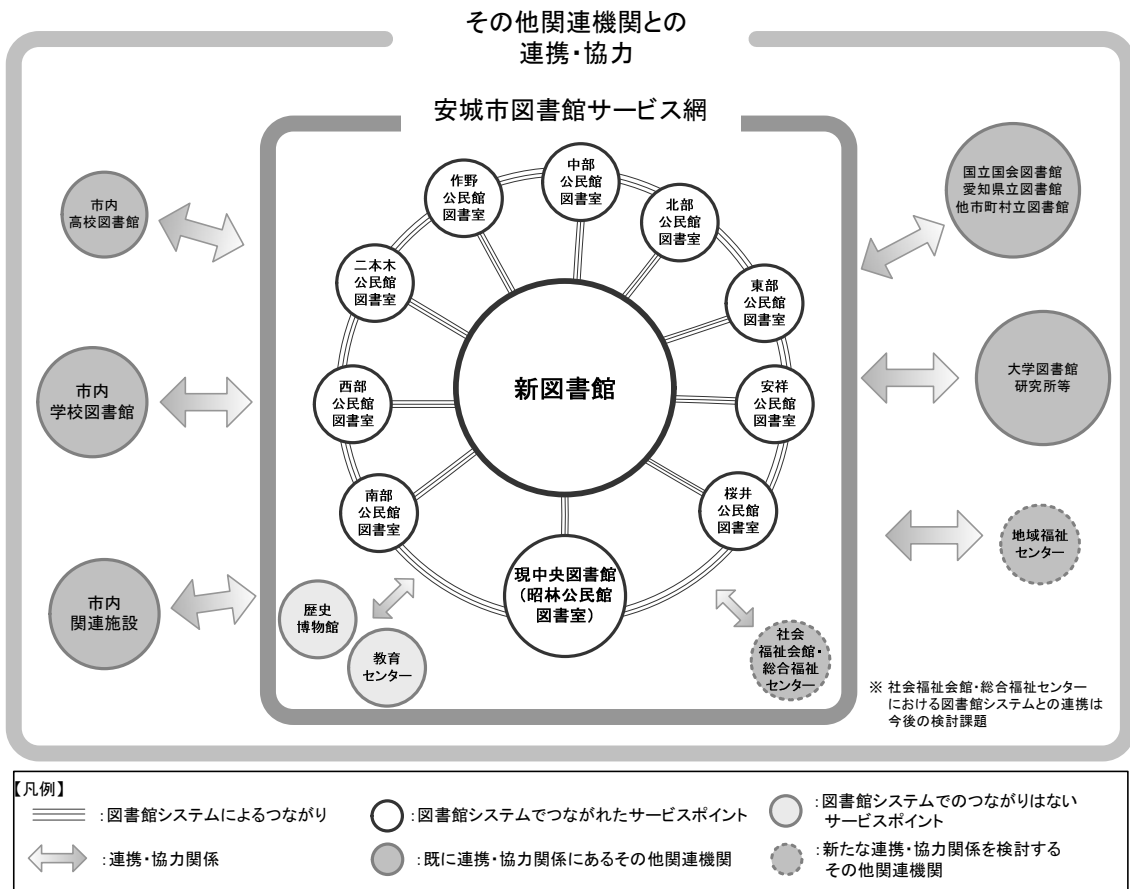 その他関連機関との
連携・協力
安城市図書館サービス網
中部
公民館
図書室
作野
公民館
図書室
北部
公民館
図書室
二本木
公民館
図書室
東部
公民館
図書室
西部
公民館
図書室
新図書館
安祥
公民館
図書室
南部
公民館
図書室
桜井
公民館
図書室
現中央図書館
(昭林公民館
図書室)
歴史
博物館
教育
センター
社会
福祉会館・
総合福祉
センター
市内
高校図書館
市内
学校図書館
市内
関連施設
国立国会図書館
愛知県立図書館
他市町村立図書館
大学図書館
研究所等
地域福祉
センター
※ 社会福祉会館・総合福祉センター
における図書館システムとの連携は
今後の検討課題
【凡例】
：図書館システムによるつながり
：図書館システムでつながれたサービスポイント
：図書館システムでのつながりはない
サービスポイント
：連携・協力関係
：既に連携・協力関係にあるその他関連機関
：新たな連携・協力関係を検討する
その他関連機関